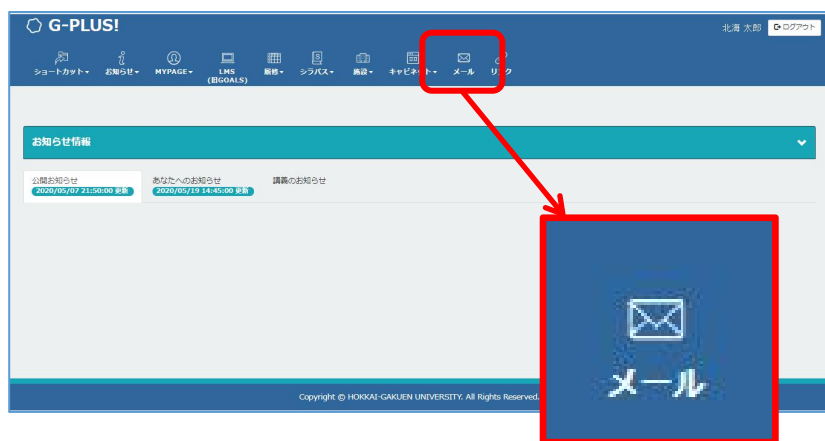 G-PLUS!
北海 太郎 ログアウト
ショートカット お知らせ MYPAGE LMS 履修 シラバス 施設 キャビネット メール リンク
(旧GOALS)
お知らせ情報
公開お知らせ あなたへのお知らせ 講義のお知らせ
2020/05/07 21:50:00 更新 2020/05/19 14:45:00 更新
メール
Copyright © HOKKAI-GAKUEN UNIVERSITY. All Rights Reserved.